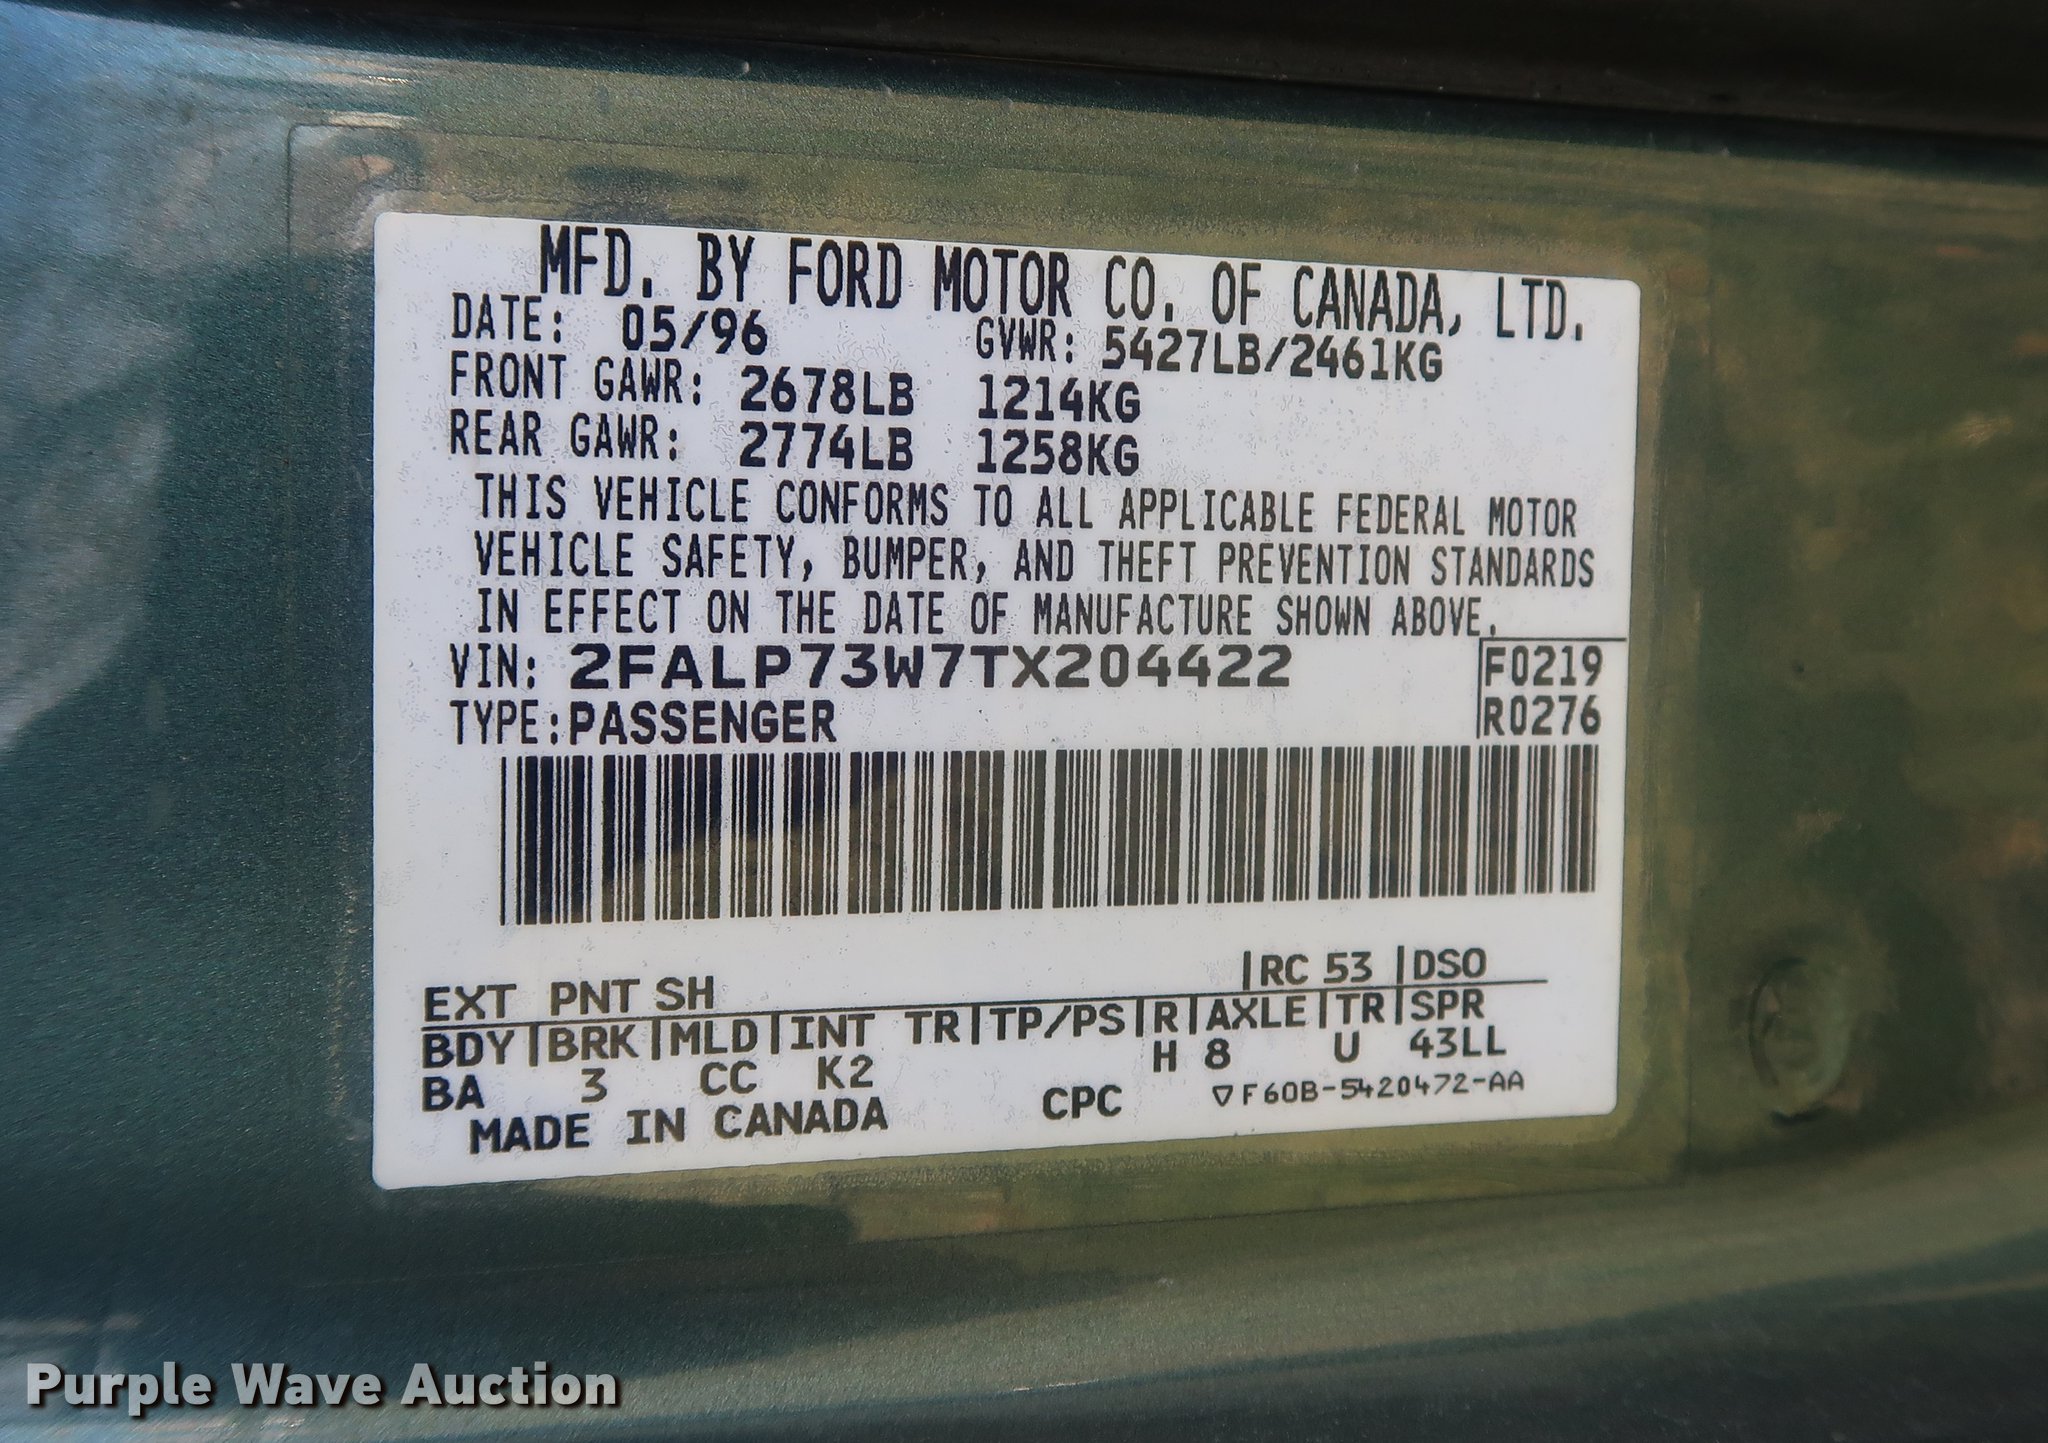 MFD. BY FORD MOTOR CO. OF CANADA, LTD.
DATE: 05/96 GVWR: 5427LB/2461KG
FRONT GAWR: 2678LB 1214KG
REAR GAWR: 2774LB 1258KG
THIS VEHICLE CONFORMS TO ALL APPLICABLE FEDERAL MOTOR
VEHICLE SAFETY, BUMPER, AND THEFT PREVENTION STANDARDS
IN EFFECT ON THE DATE OF MANUFACTURE SHOWN ABOVE.
VIN: 2FALP73W7TX204422 F0219
TYPE: PASSENGER R0276
EXT PNT SH |RC 53 |DSO
BDY|BRK|MLD|INT TR|TP/PS|R|AXLE|TR|SPR
BA 3 CC K2 H 8 U 43LL
MADE IN CANADA CPC ▽F60B-5420472-AA
Purple Wave Auction